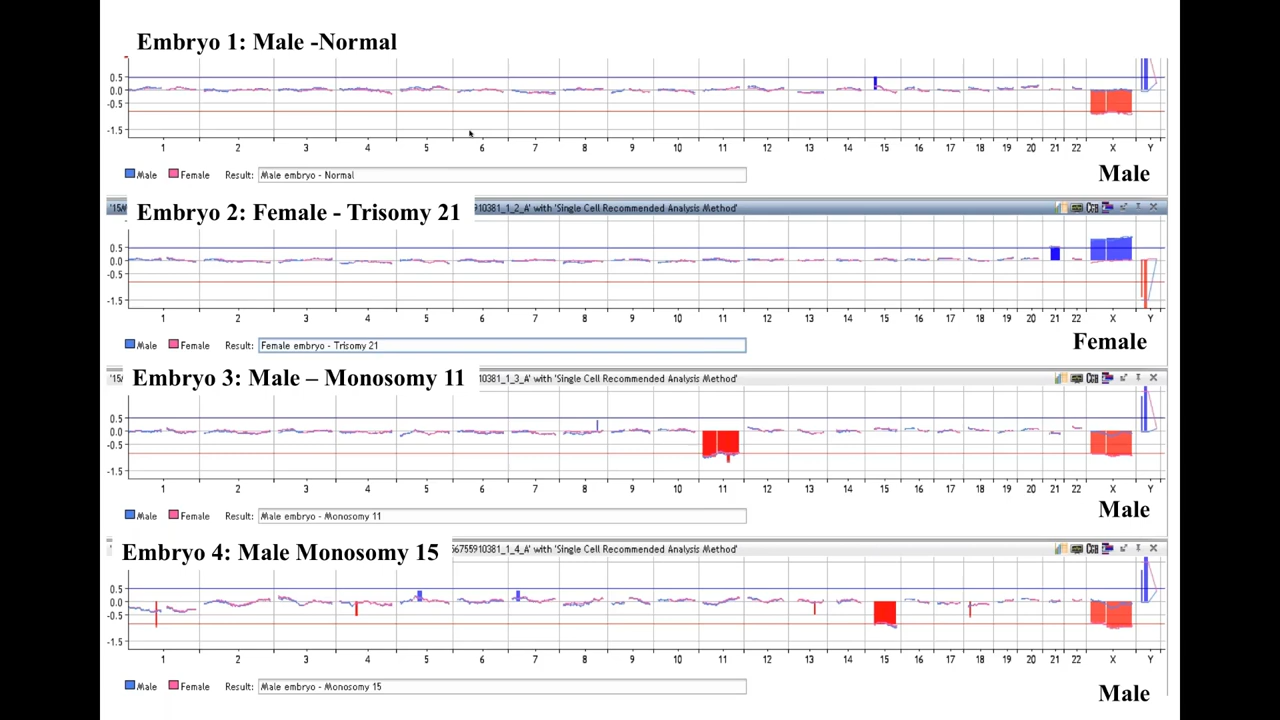 Embryo 1: Male -Normal
0.5
0.0
-0.5
-1.5
1 2 3 4 5 6 7 8 9 10 11 12 13 14 15 16 17 18 19 20 21 22 X Y
Male Female Result: Male embryo - Normal
Male
Embryo 2: Female - Trisomy 21
910381_1_2_A' with 'Single Cell Recommended Analysis Method'
0.5
0.0
-0.5
-1.5
1 2 3 4 5 6 7 8 9 10 11 12 13 14 15 16 17 18 19 20 21 22 X Y
Male Female Result: Female embryo - Trisomy 21
Female
Embryo 3: Male – Monosomy 11
'15/
0381_1_3_A' with 'Single Cell Recommended Analysis Method'
0.5
0.0
-0.5
-1.5
1 2 3 4 5 6 7 8 9 10 11 12 13 14 15 16 17 18 19 20 21 22 X Y
Male Female Result: Male embryo - Monosomy 11
Male
Embryo 4: Male Monosomy 15
56755910381_1_4_A' with 'Single Cell Recommended Analysis Method'
0.5
0.0
-0.5
-1.5
1 2 3 4 5 6 7 8 9 10 11 12 13 14 15 16 17 18 19 20 21 22 X Y
Male Female Result: Male embryo - Monosomy 15
Male